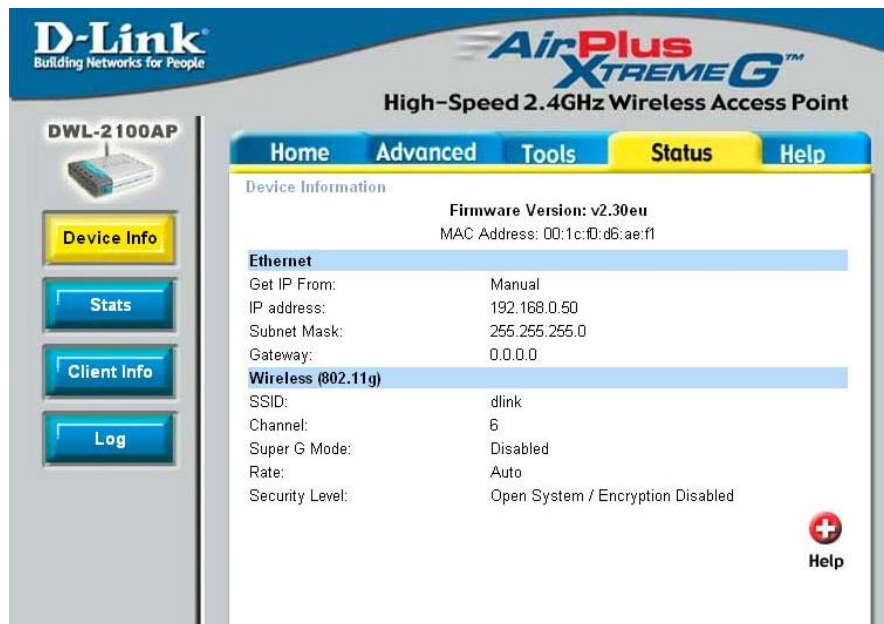 D-Link
Building Networks for People
AirPlus
XTREME G™
High-Speed 2.4GHz Wireless Access Point
DWL-2100AP
Home Advanced Tools Status Help
Device Info
Stats
Client Info
Log
Device Information
Firmware Version: v2.30eu
MAC Address: 00:1c:f0:d6:ae:f1
Ethernet
Get IP From: Manual
IP address: 192.168.0.50
Subnet Mask: 255.255.255.0
Gateway: 0.0.0.0
Wireless (802.11g)
SSID: dlink
Channel: 6
Super G Mode: Disabled
Rate: Auto
Security Level: Open System / Encryption Disabled
Help